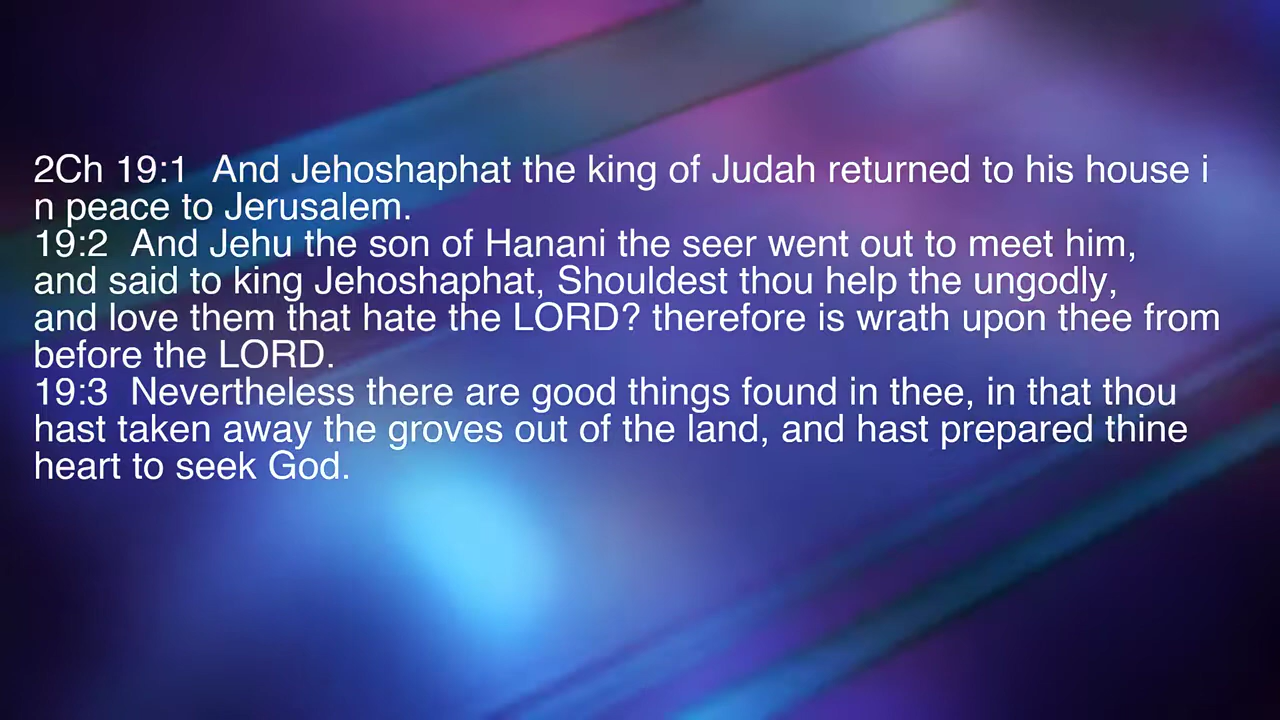 2Ch 19:1  And Jehoshaphat the king of Judah returned to his house i
n peace to Jerusalem.
19:2  And Jehu the son of Hanani the seer went out to meet him,
and said to king Jehoshaphat, Shouldest thou help the ungodly,
and love them that hate the LORD? therefore is wrath upon thee from
before the LORD.
19:3  Nevertheless there are good things found in thee, in that thou
hast taken away the groves out of the land, and hast prepared thine
heart to seek God.